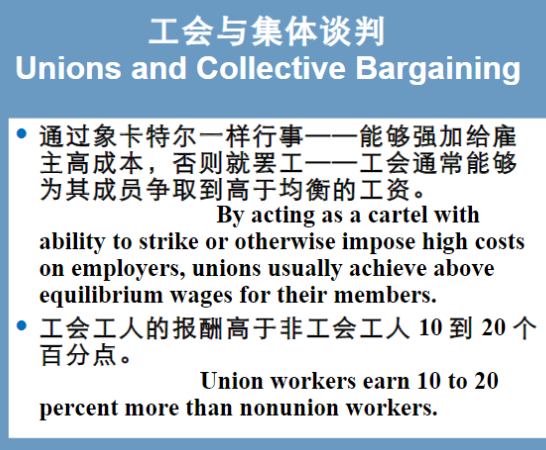 工会与集体谈判
Unions and Collective Bargaining
通过象卡特尔一样行事——能够强加给雇
主高成本，否则就罢工——工会通常能够
为其成员争取到高于均衡的工资。
By acting as a cartel with
ability to strike or otherwise impose high costs
on employers, unions usually achieve above
equilibrium wages for their members.
工会工人的报酬高于非工会工人 10 到 20 个
百分点。
Union workers earn 10 to 20
percent more than nonunion workers.